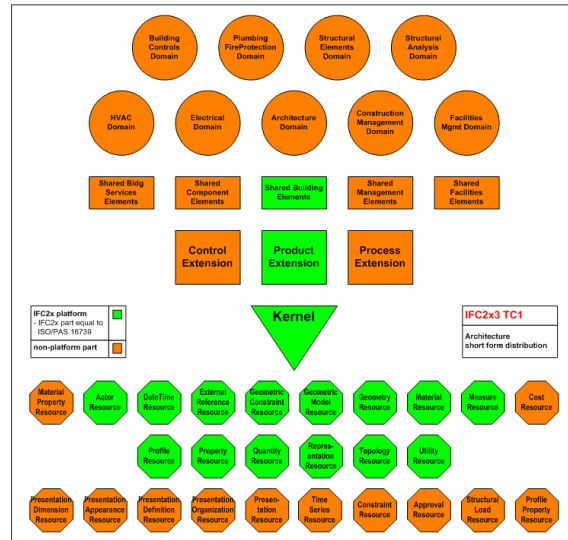 Building
Controls
Domain
Plumbing
FireProtection
Domain
Structural
Elements
Domain
Structural
Analysis
Domain
HVAC
Domain
Electrical
Domain
Architecture
Domain
Construction
Management
Domain
Facilities
Mgmt Domain
Shared Bldg
Services
Elements
Shared
Component
Elements
Shared Building
Elements
Shared
Management
Elements
Shared
Facilities
Elements
Control
Extension
Product
Extension
Process
Extension
IFC2x platform
- IFC2x part equal to
ISO/PAS 16739
non-platform part
Kernel
IFC2x3 TC1
Architecture
short form distribution
Material
Property
Resource
Actor
Resource
DateTime
Resource
External
Reference
Resource
Geometric
Constraint
Resource
Geometric
Model
Resource
Geometry
Resource
Material
Resource
Measure
Resource
Cost
Resource
Profile
Resource
Property
Resource
Quantity
Resource
Repres-
entation
Resource
Topology
Resource
Utility
Resource
Presentation
Dimension
Resource
Presentation
Appearance
Resource
Presentation
Definition
Resource
Presentation
Organization
Resource
Presen-
tation
Resource
Time
Series
Resource
Constraint
Resource
Approval
Resource
Structural
Load
Resource
Profile
Property
Resource